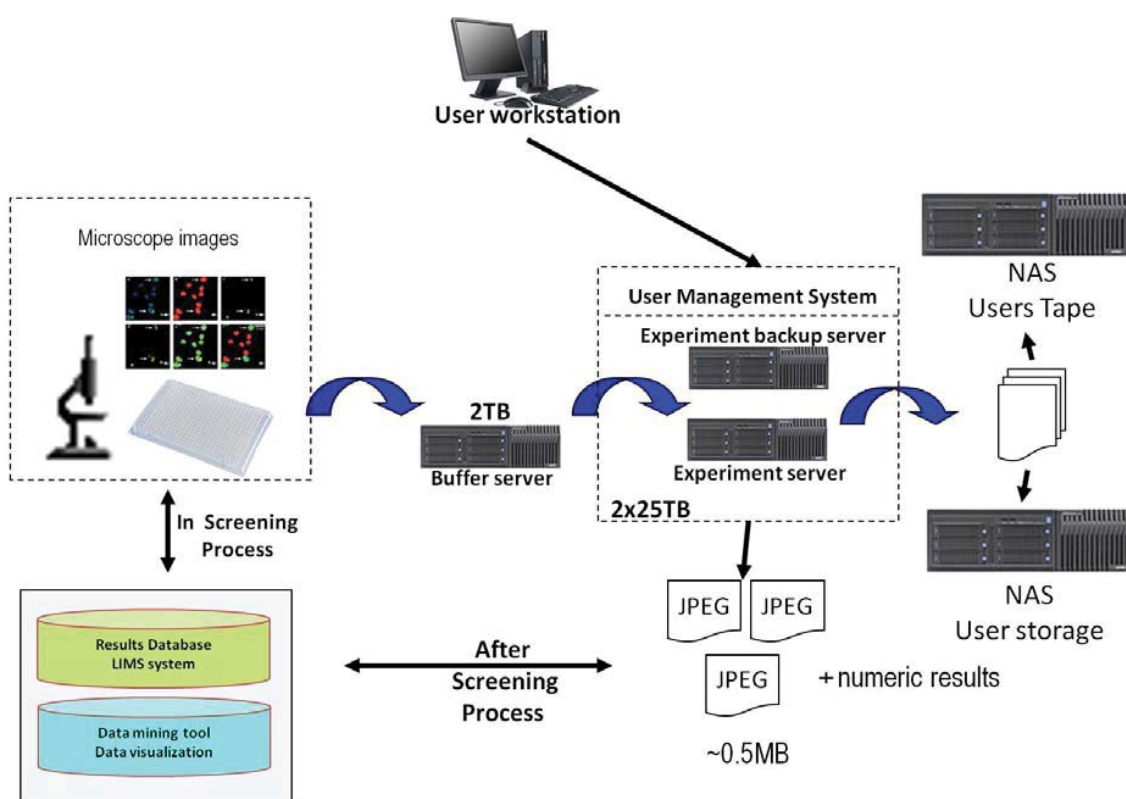 User workstation
Microscope images
User Management System
Experiment backup server
NAS
Users Tape
2TB
Buffer server
Experiment server
2x25TB
In Screening
Process
JPEG
JPEG
NAS
User storage
Results Database
LIMS system
After
Screening
Process
JPEG
+ numeric results
Data mining tool
Data visualization
~0.5MB